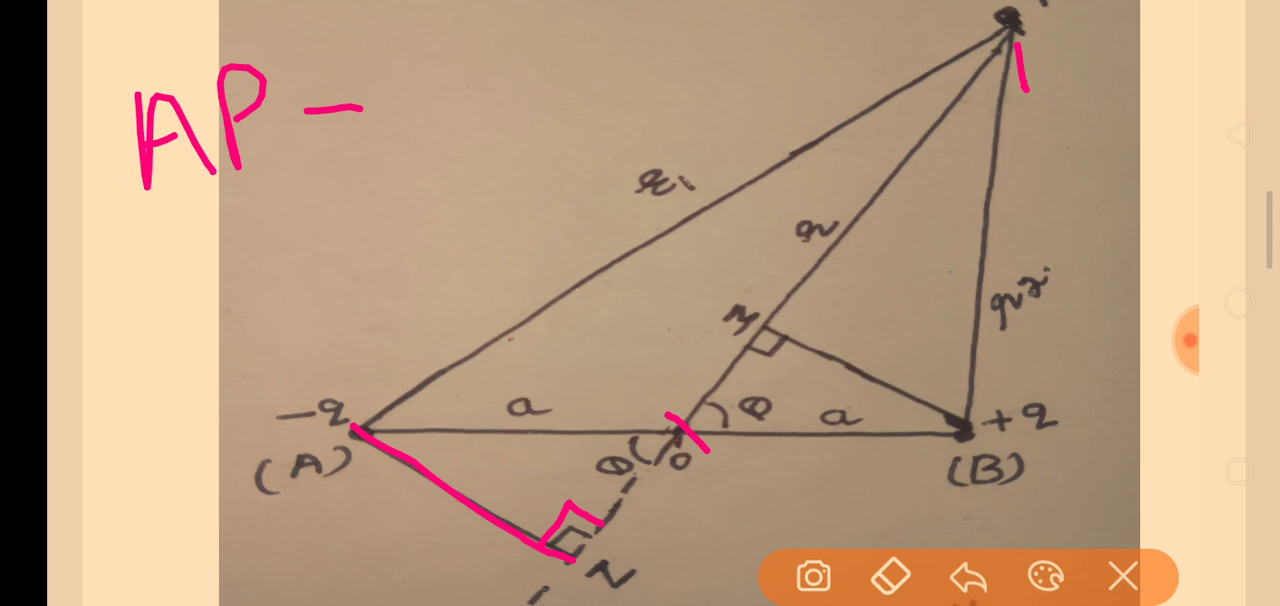 AP –
r₁
r
r₂
M
–q
a
θ
a
+q
(A)
θ
O
(B)
N